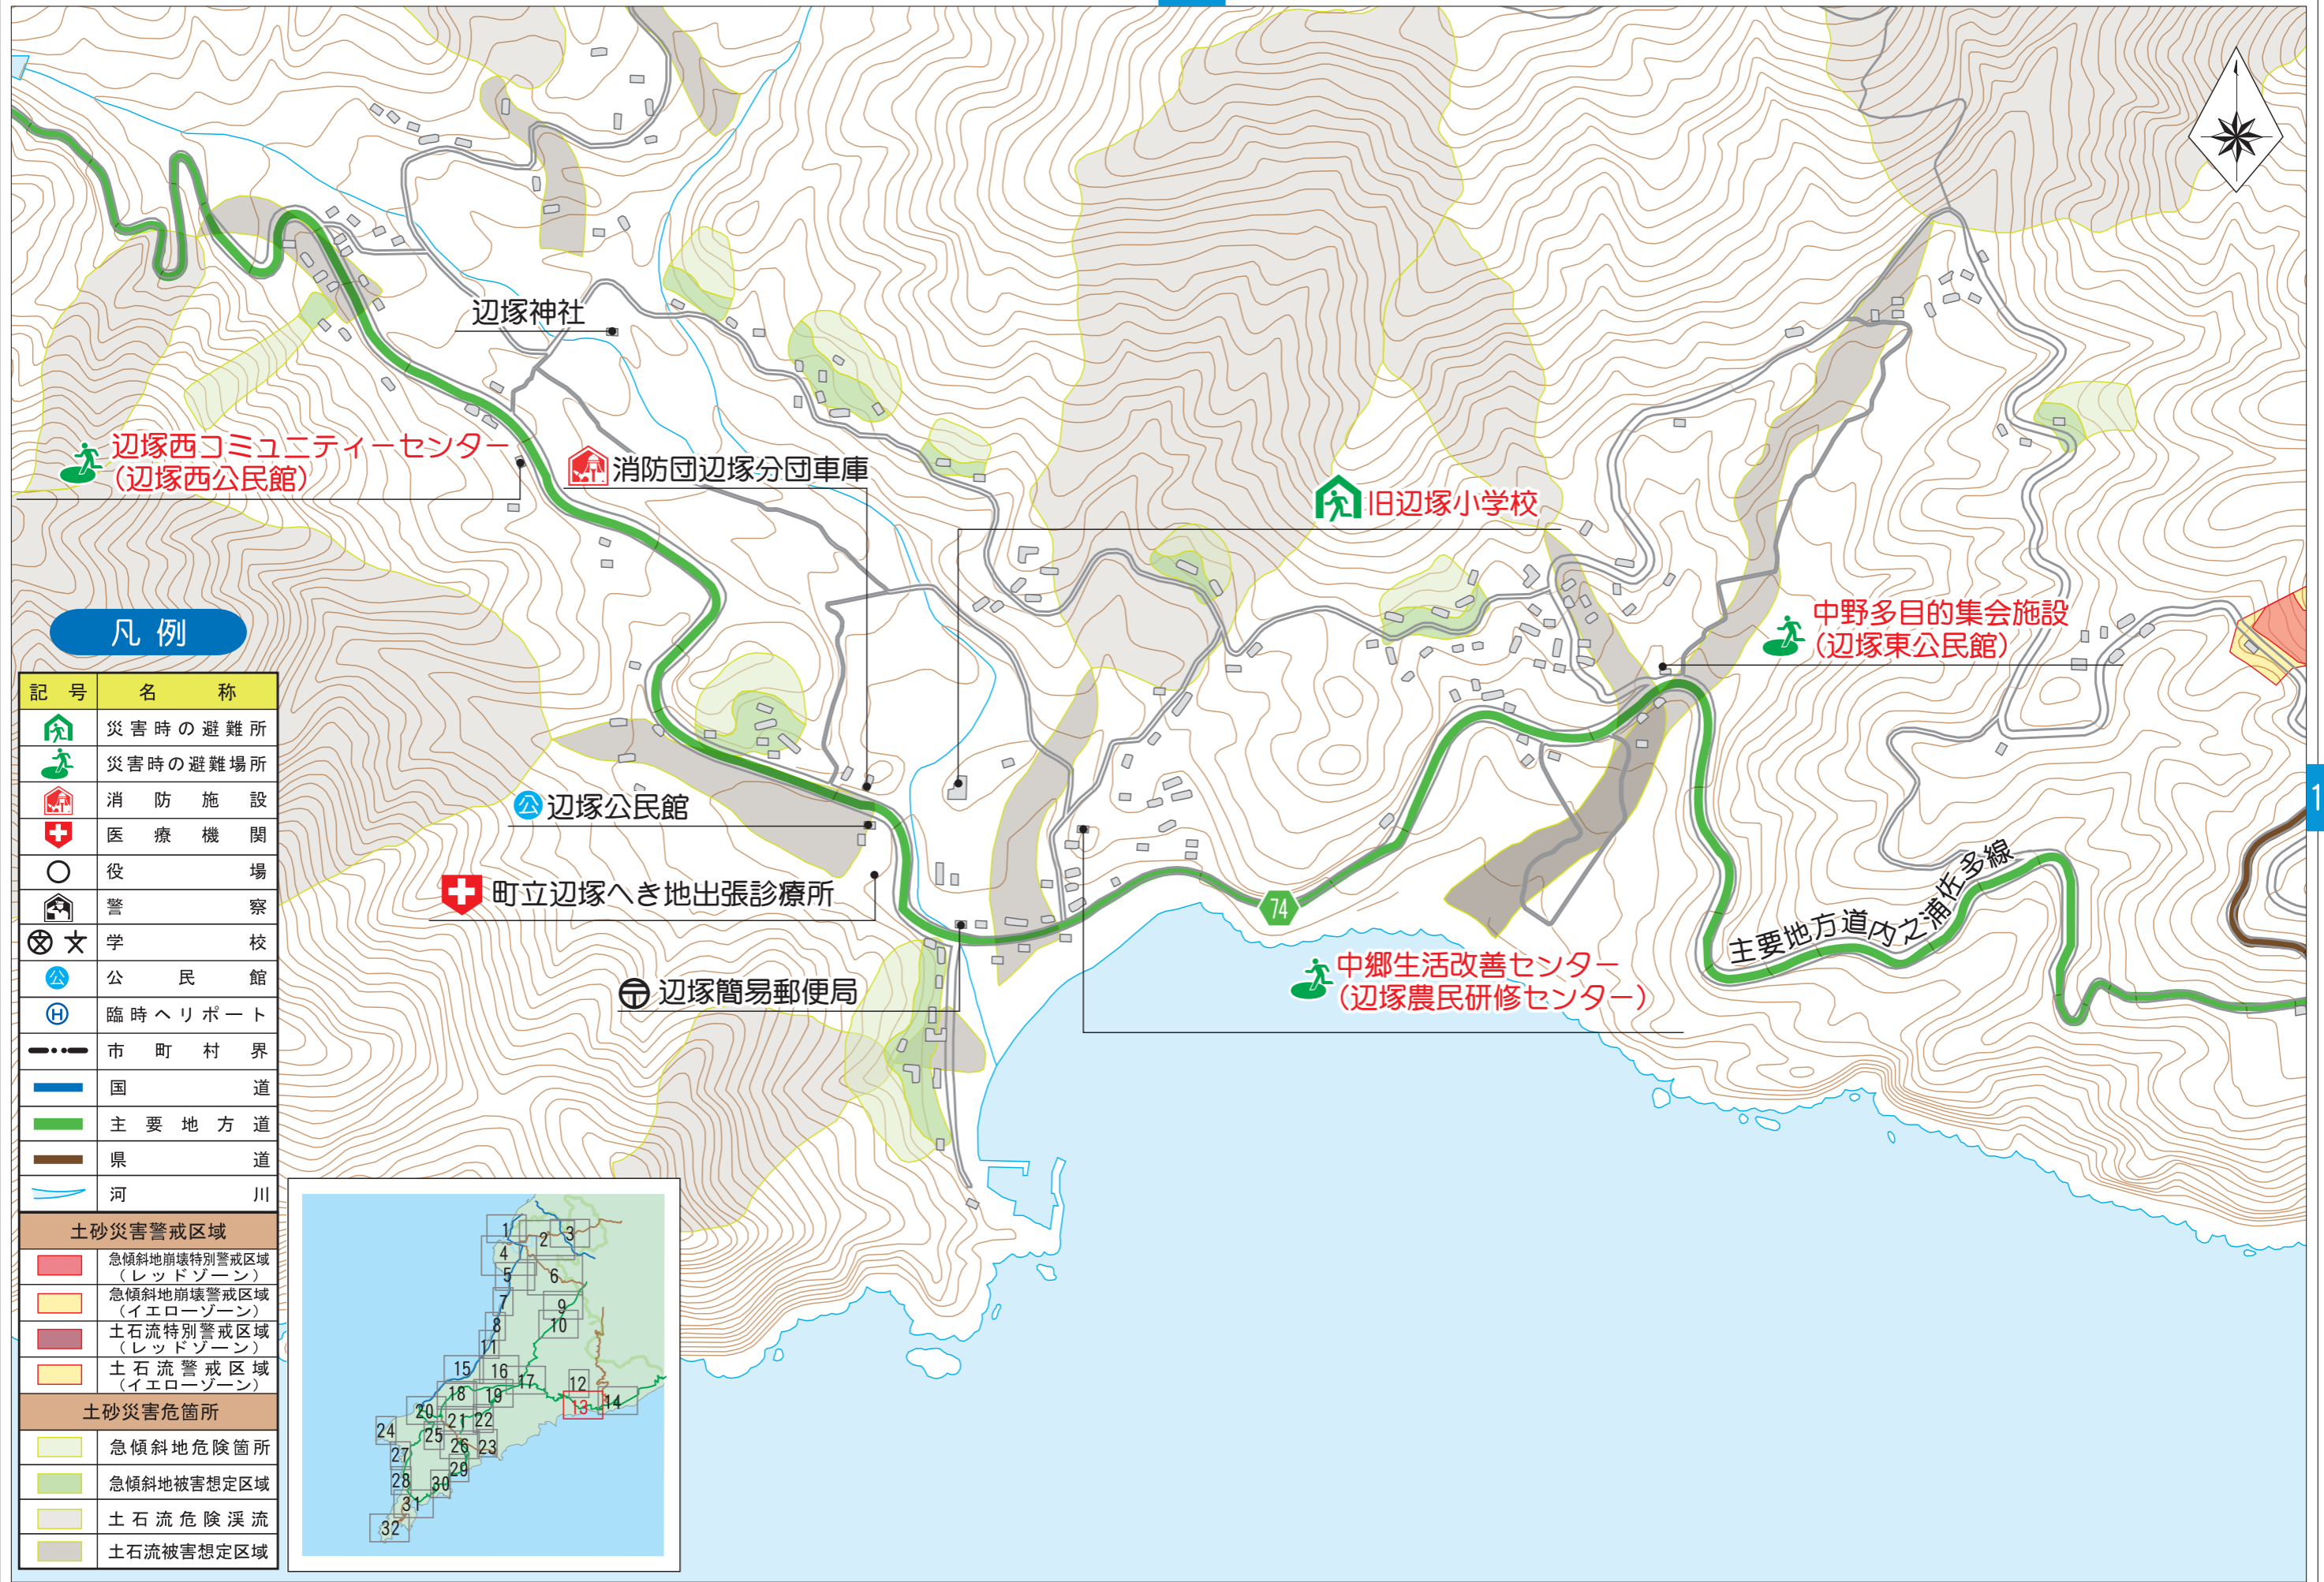 辺塚神社
辺塚西コミュニティーセンター
(辺塚西公民館)
消防団辺塚分団車庫
旧辺塚小学校
中野多目的集会施設
(辺塚東公民館)
公 辺塚公民館
町立辺塚へき地出張診療所
辺塚簡易郵便局
74
主要地方道内之浦佐多線
中郷生活改善センター
(辺塚農民研修センター)
1
凡例
記号 名称
災害時の避難所
災害時の避難場所
消防施設
医療機関
役場
警察
文 学校
公 公民館
H 臨時ヘリポート
市町村界
国道
主要地方道
県道
河川
土砂災害警戒区域
急傾斜地崩壊特別警戒区域
(レッドゾーン)
急傾斜地崩壊警戒区域
(イエローゾーン)
土石流特別警戒区域
(レッドゾーン)
土石流警戒区域
(イエローゾーン)
土砂災害危箇所
急傾斜地危険箇所
急傾斜地被害想定区域
土石流危険渓流
土石流被害想定区域
1
2
3
4
5
6
7
8
9
10
11
12
13
14
15
16
17
18
19
20
21
22
23
24
25
26
27
28
29
30
31
32